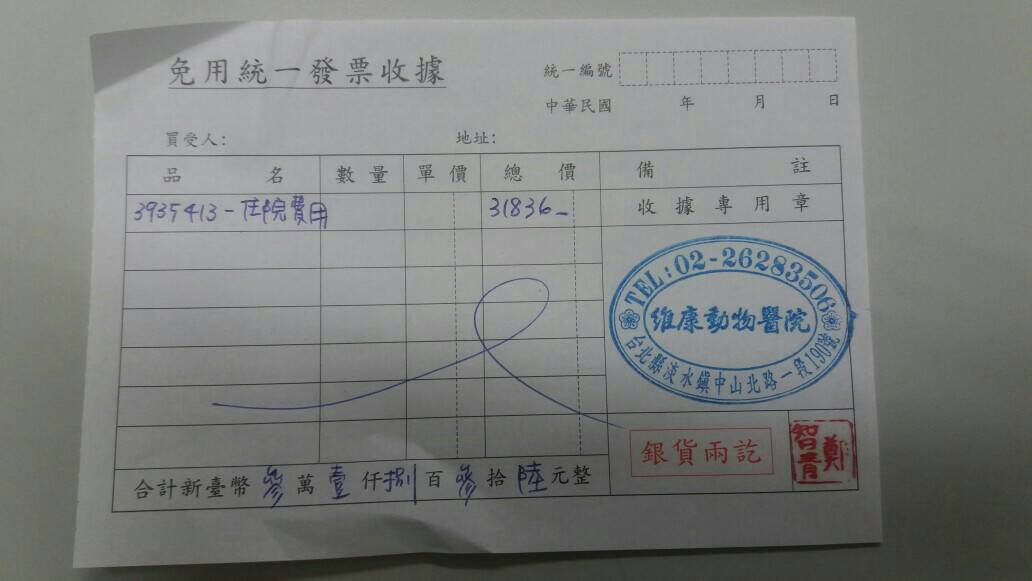 免用統一發票收據
統一編號
中華民國 年 月 日
買受人： 地址：
品名 數量 單價 總價 備註
3935413-住院費用 31836- 收據專用章
TEL:02-26283506
維康動物醫院
台北縣淡水鎮中山北路一段190號
銀貨兩訖
鄭智青
合計新臺幣參萬壹仟捌百參拾陸元整